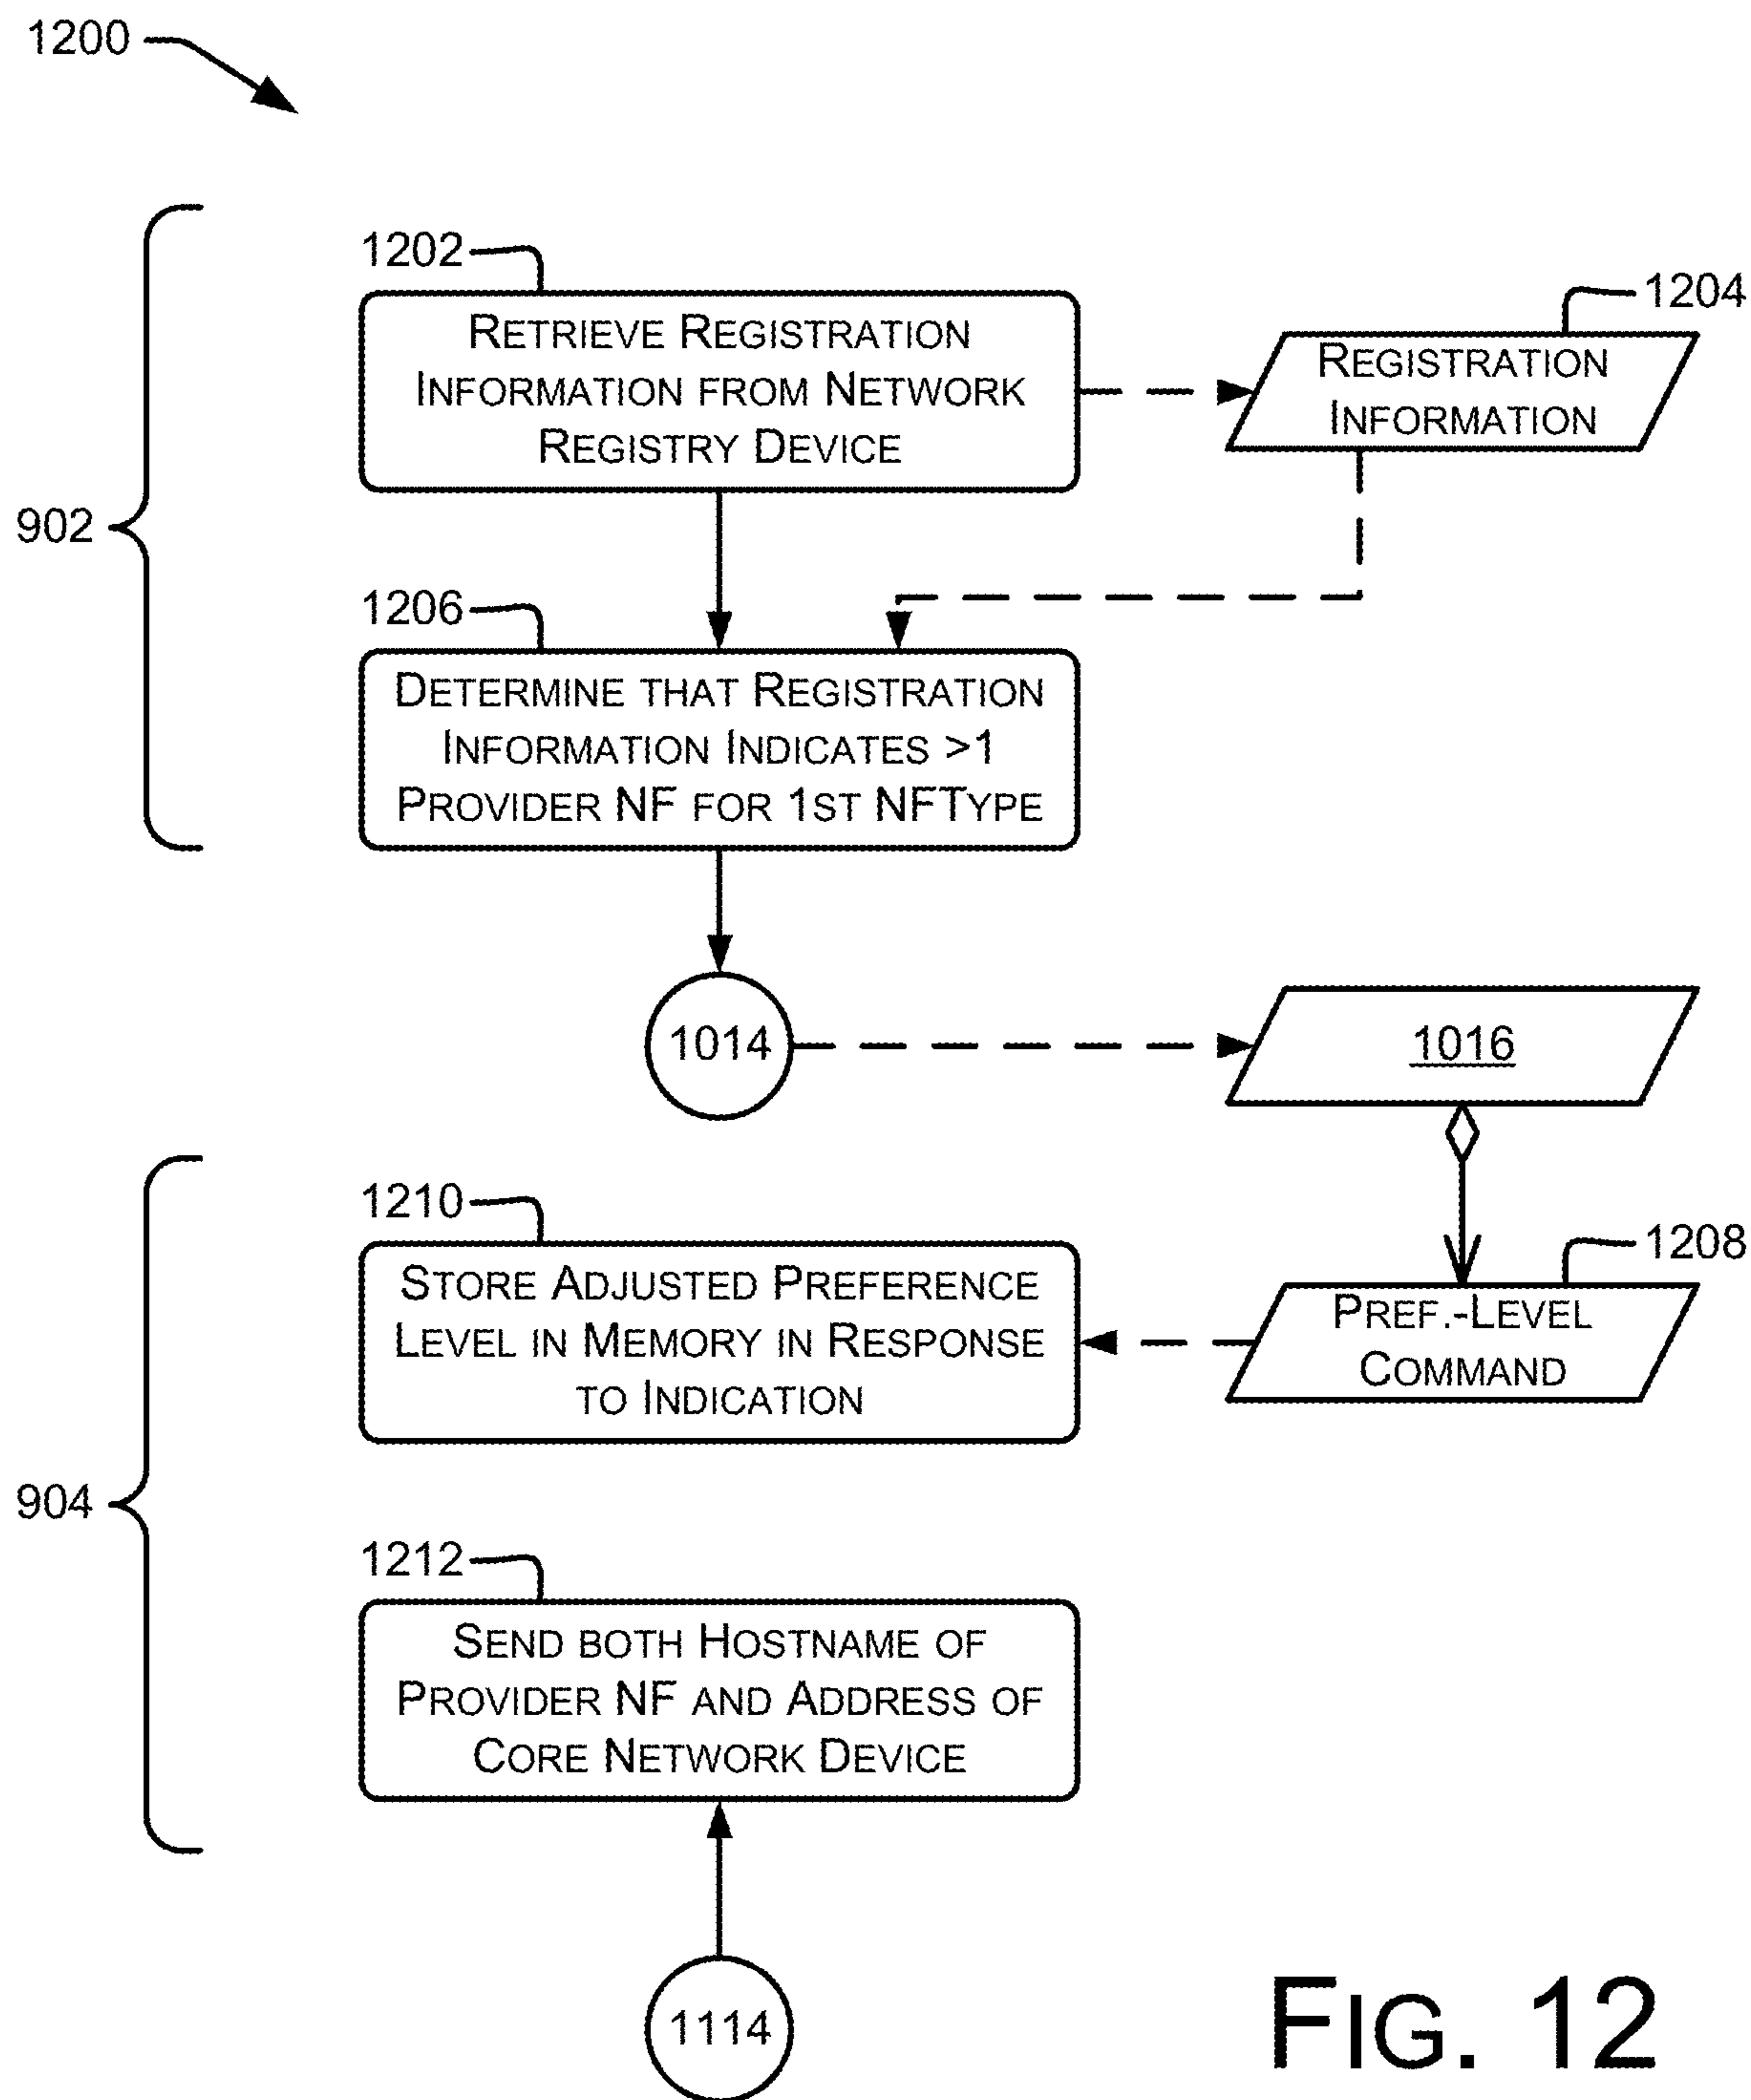 1200
1202
RETRIEVE REGISTRATION
INFORMATION FROM NETWORK
REGISTRY DEVICE
1204
REGISTRATION
INFORMATION
902
1206
DETERMINE THAT REGISTRATION
INFORMATION INDICATES >1
PROVIDER NF FOR 1ST NFTYPE
1014
1016
1210
STORE ADJUSTED PREFERENCE
LEVEL IN MEMORY IN RESPONSE
TO INDICATION
1208
PREF.-LEVEL
COMMAND
904
1212
SEND BOTH HOSTNAME OF
PROVIDER NF AND ADDRESS OF
CORE NETWORK DEVICE
1114
FIG. 12